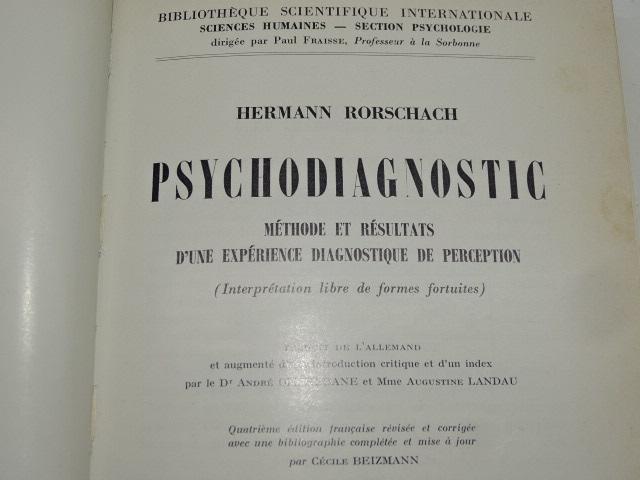 BIBLIOTHÈQUE SCIENTIFIQUE INTERNATIONALE
SCIENCES HUMAINES — SECTION PSYCHOLOGIE
dirigée par Paul FRAISSE, Professeur à la Sorbonne
HERMANN RORSCHACH
PSYCHODIAGNOSTIC
MÉTHODE ET RÉSULTATS
D'UNE EXPÉRIENCE DIAGNOSTIQUE DE PERCEPTION
(Interprétation libre de formes fortuites)
DE L'ALLEMAND
et augmenté introduction critique et d'un index
par le Dr ANDRÉ et Mme AUGUSTINE LANDAU
Quatrième édition française révisée et corrigée
avec une bibliographie complétée et mise à jour
par CÉCILE BEIZMANN